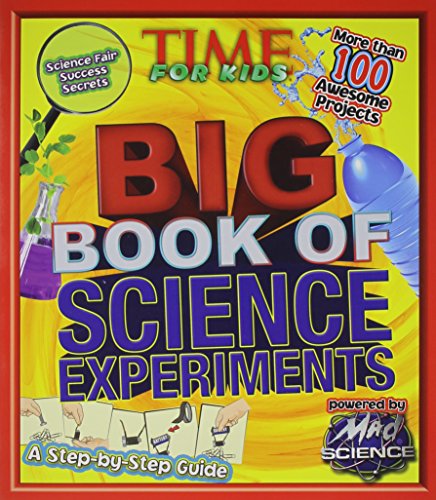 Science Fair
Success
Secrets
TIME
FOR KIDS
More than
100
Awesome
Projects
BIG
BOOK OF
SCIENCE
EXPERIMENTS
BATTERY
A Step-by-Step Guide
powered by
Mad
SCIENCE